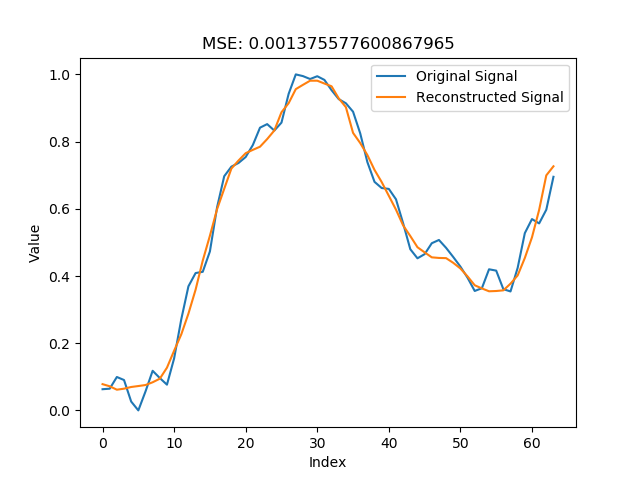 MSE: 0.001375577600867965
Original Signal
Reconstructed Signal
Value
1.0
0.8
0.6
0.4
0.2
0.0
0 10 20 30 40 50 60
Index